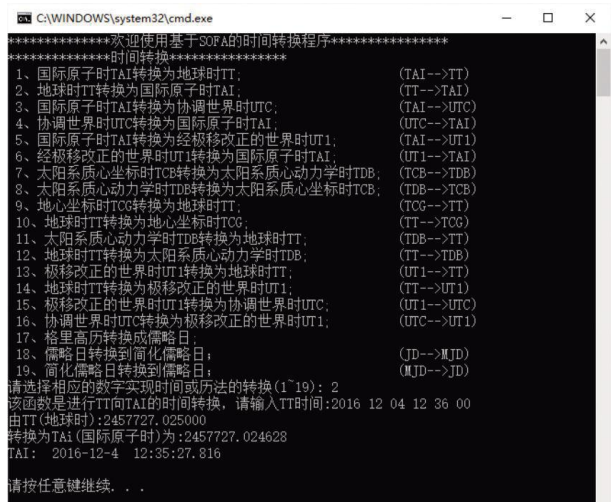 C:\WINDOWS\system32\cmd.exe
*************欢迎使用基于SOFA的时间转换程序***************
*************时间转换***************
1、国际原子时TAI转换为地球时TT; (TAI-->TT)
2、地球时TT转换为国际原子时TAI; (TT-->TAI)
3、国际原子时TAI转换为协调世界时UTC; (TAI-->UTC)
4、协调世界时UTC转换为国际原子时TAI; (UTC-->TAI)
5、国际原子时TAI转换为经极移改正的世界时UT1; (TAI-->UT1)
6、经极移改正的世界时UT1转换为国际原子时TAI; (UT1-->TAI)
7、太阳系质心坐标时TCB转换为太阳系质心动力学时TDB; (TCB-->TDB)
8、太阳系质心动力学时TDB转换为太阳系质心坐标时TCB; (TDB-->TCB)
9、地心坐标时TCG转换为地球时TT; (TCG-->TT)
10、地球时TT转换为地心坐标时TCG; (TT-->TCG)
11、太阳系质心动力学时TDB转换为地球时TT; (TDB-->TT)
12、地球时TT转换为太阳系质心动力学时TDB; (TT-->TDB)
13、极移改正的世界时UT1转换为地球时TT; (UT1-->TT)
14、地球时TT转换为极移改正的世界时UT1; (TT-->UT1)
15、极移改正的世界时UT1转换为协调世界时UTC; (UT1-->UTC)
16、协调世界时UTC转换为极移改正的世界时UT1; (UTC-->UT1)
17、格里高历转换成儒略日;
18、儒略日转换到简化儒略日; (JD-->MJD)
19、简化儒略日转换到儒略日; (MJD-->JD)
请选择相应的数字实现时间或历法的转换(1~19): 2
该函数是进行TT向TAI的时间转换，请输入TT时间:2016 12 04 12 36 00
由TT(地球时):2457727.025000
转换为TAi(国际原子时)为:2457727.024628
TAI: 2016-12-4 12:35:27.816
请按任意键继续. . .